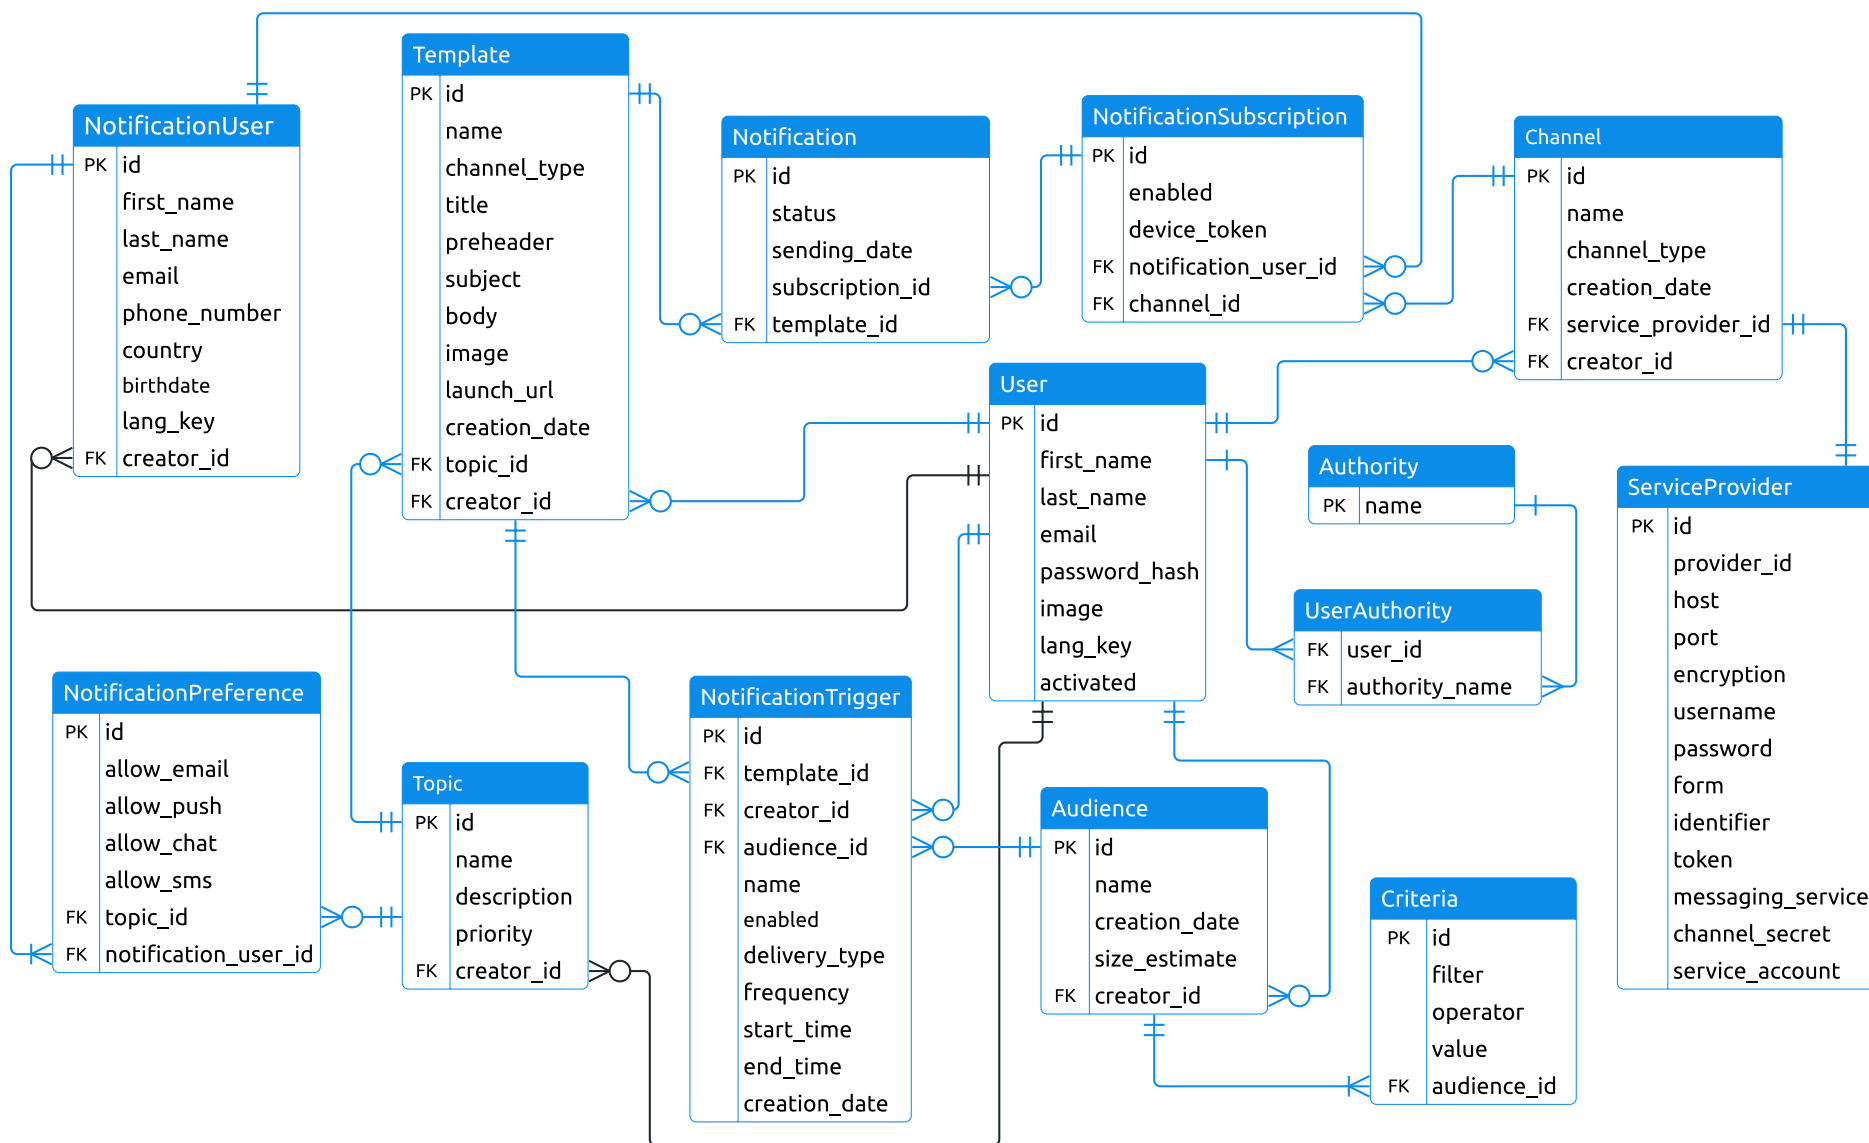 NotificationUser
PK id
first_name
last_name
email
phone_number
country
birthdate
lang_key
FK creator_id
Template
PK id
name
channel_type
title
preheader
subject
body
image
launch_url
creation_date
FK topic_id
FK creator_id
Notification
PK id
status
sending_date
subscription_id
FK template_id
NotificationSubscription
PK id
enabled
device_token
FK notification_user_id
FK channel_id
Channel
PK id
name
channel_type
creation_date
FK service_provider_id
FK creator_id
User
PK id
first_name
last_name
email
password_hash
image
lang_key
activated
Authority
PK name
UserAuthority
FK user_id
FK authority_name
ServiceProvider
PK id
provider_id
host
port
encryption
username
password
form
identifier
token
messaging_service
channel_secret
service_account
NotificationPreference
PK id
allow_email
allow_push
allow_chat
allow_sms
FK topic_id
FK notification_user_id
Topic
PK id
name
description
priority
FK creator_id
NotificationTrigger
PK id
FK template_id
FK creator_id
FK audience_id
name
enabled
delivery_type
frequency
start_time
end_time
creation_date
Audience
PK id
name
creation_date
size_estimate
FK creator_id
Criteria
PK id
filter
operator
value
FK audience_id